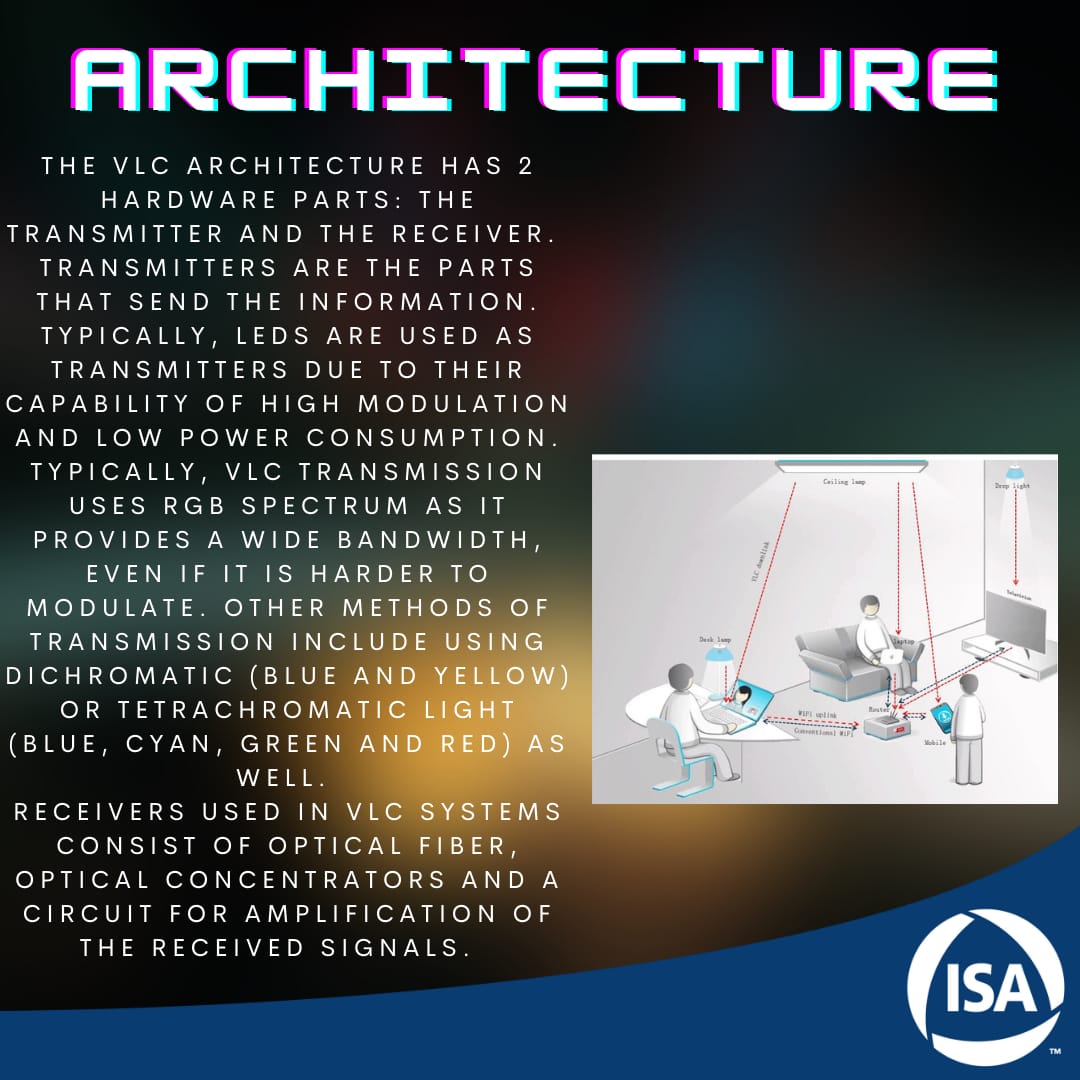 ARCHITECTURE
THE VLC ARCHITECTURE HAS 2
HARDWARE PARTS: THE
TRANSMITTER AND THE RECEIVER.
TRANSMITTERS ARE THE PARTS
THAT SEND THE INFORMATION.
TYPICALLY, LEDS ARE USED AS
TRANSMITTERS DUE TO THEIR
CAPABILITY OF HIGH MODULATION
AND LOW POWER CONSUMPTION.
TYPICALLY, VLC TRANSMISSION
USES RGB SPECTRUM AS IT
PROVIDES A WIDE BANDWIDTH,
EVEN IF IT IS HARDER TO
MODULATE. OTHER METHODS OF
TRANSMISSION INCLUDE USING
DICHROMATIC (BLUE AND YELLOW)
OR TETRACHROMATIC LIGHT
(BLUE, CYAN, GREEN AND RED) AS
WELL.
RECEIVERS USED IN VLC SYSTEMS
CONSIST OF OPTICAL FIBER,
OPTICAL CONCENTRATORS AND A
CIRCUIT FOR AMPLIFICATION OF
THE RECEIVED SIGNALS.
Ceiling lamp
Drop light
VLC downlink
Television
Desk lamp
Laptop
Router
WiFi uplink
Conventional WiFi
Mobile
ISA
TM